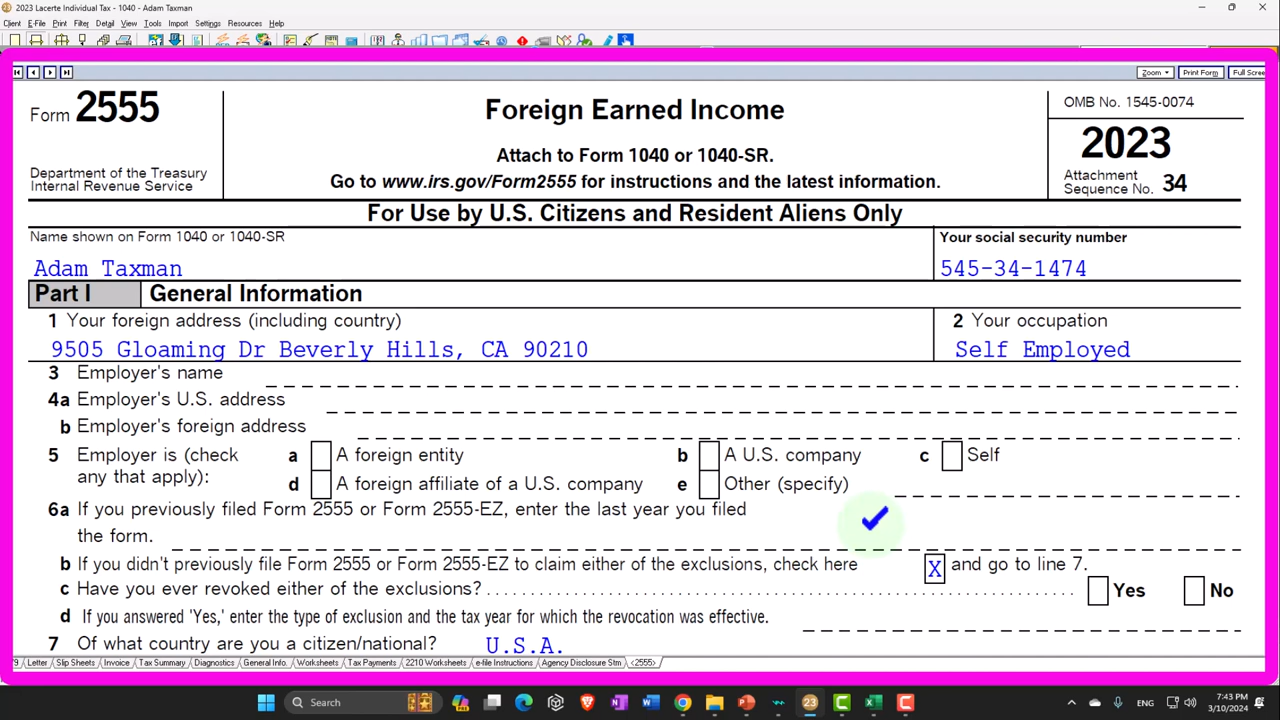 2023 Lacerte Individual Tax - 1040 - Adam Taxman
Client E-File Print Filter Detail View Tools Import Settings Resources Help
Zoom Print Form Full Scree
Form 2555
Department of the Treasury
Internal Revenue Service
Foreign Earned Income
Attach to Form 1040 or 1040-SR.
Go to www.irs.gov/Form2555 for instructions and the latest information.
OMB No. 1545-0074
2023
Attachment
Sequence No. 34
For Use by U.S. Citizens and Resident Aliens Only
Name shown on Form 1040 or 1040-SR
Your social security number
Adam Taxman
545-34-1474
Part I General Information
1 Your foreign address (including country)
2 Your occupation
9505 Gloaming Dr Beverly Hills, CA 90210
Self Employed
3 Employer's name
4a Employer's U.S. address
b Employer's foreign address
5 Employer is (check any that apply): a A foreign entity b A U.S. company c Self
d A foreign affiliate of a U.S. company e Other (specify)
6a If you previously filed Form 2555 or Form 2555-EZ, enter the last year you filed
the form.
b If you didn't previously file Form 2555 or Form 2555-EZ to claim either of the exclusions, check here X and go to line 7.
c Have you ever revoked either of the exclusions? Yes No
d If you answered 'Yes,' enter the type of exclusion and the tax year for which the revocation was effective.
7 Of what country are you a citizen/national? U.S.A.
/9 Letter Slip Sheets Invoice Tax Summary Diagnostics General Info. Worksheets Tax Payments 2210 Worksheets e-file Instructions Agency Disclosure Stm <2555>
Search
23
ENG
7:43 PM
3/10/2024